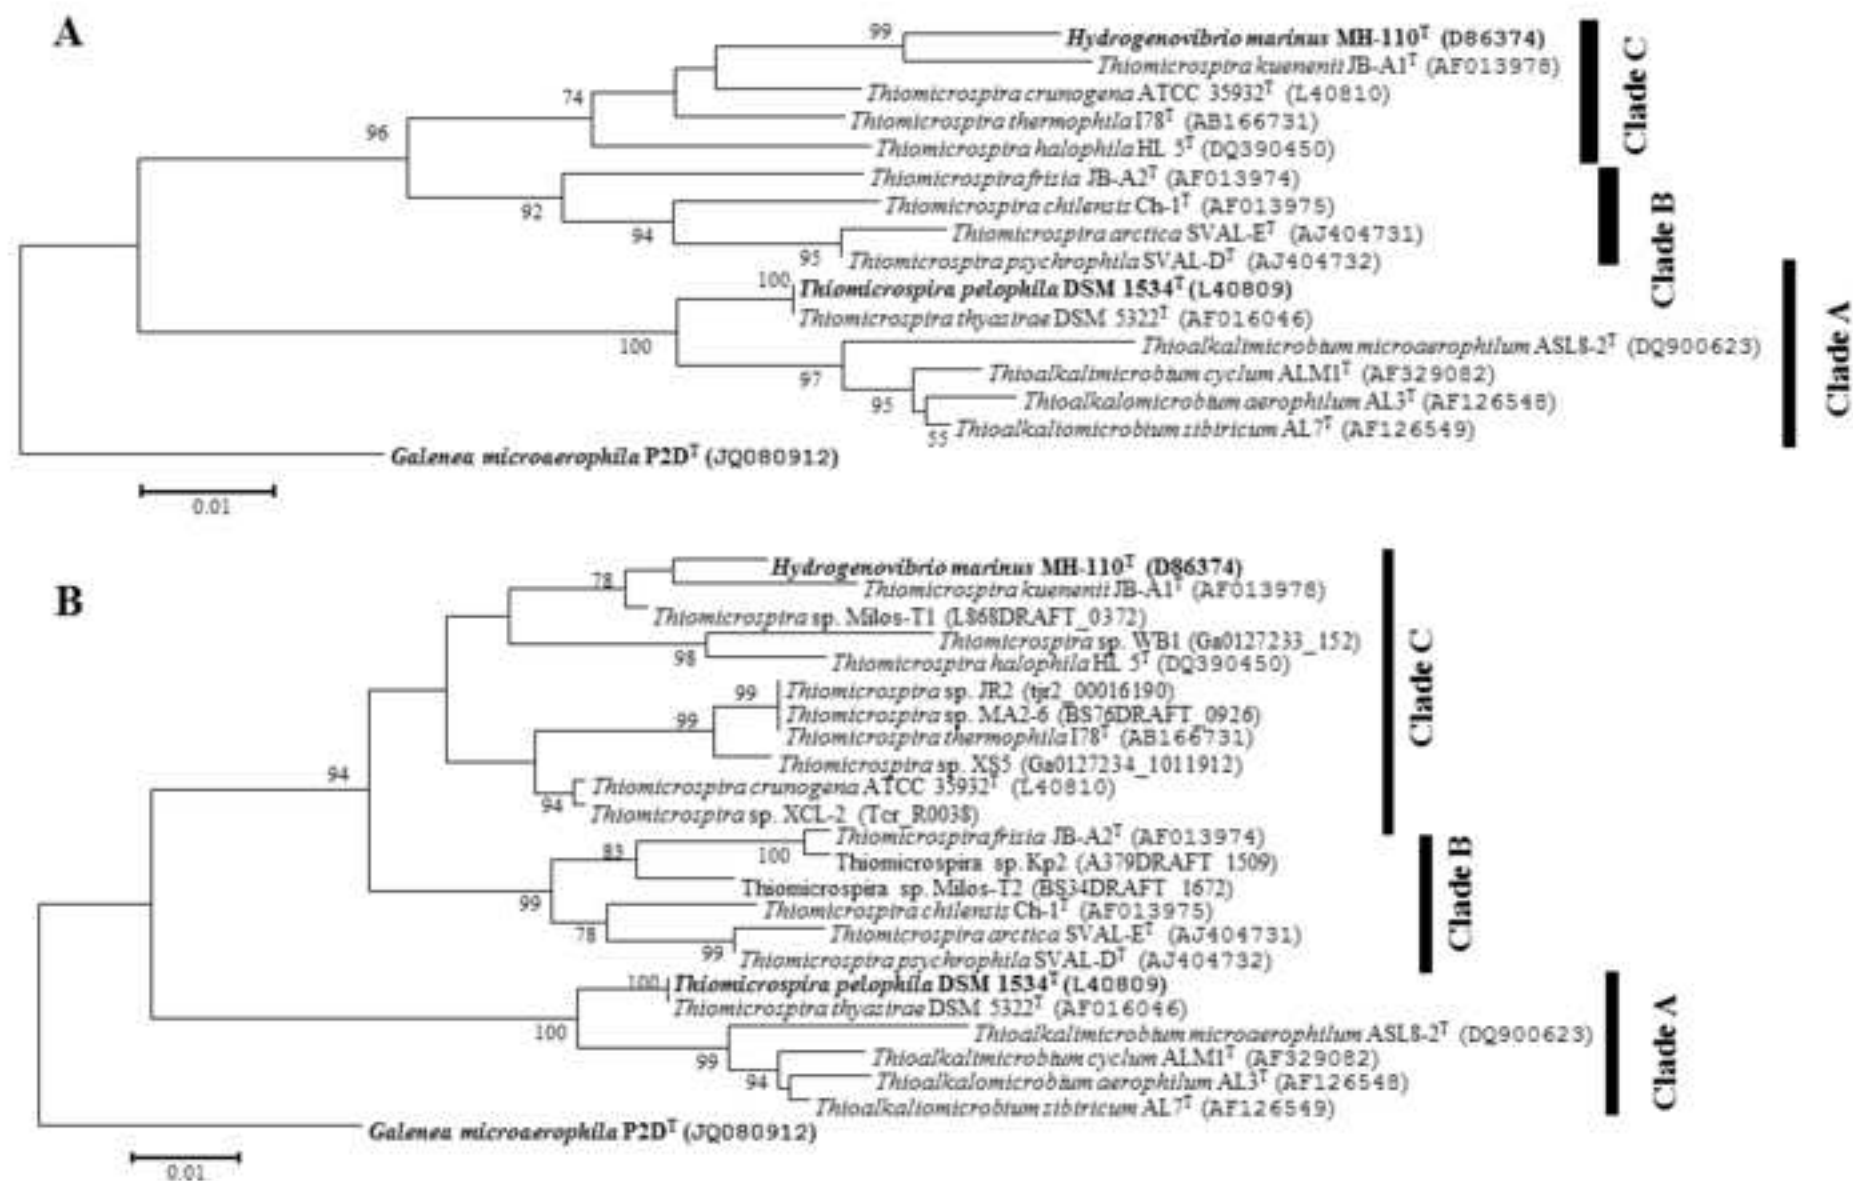 A
99
Hydrogenovibrio marinus MH-110T (D86374)
Thiomicrospira kuenenii JB-A1T (AF013978)
Thiomicrospira crunogena ATCC 35932T (L40810)
74
Thiomicrospira thermophila I78T (AB166731)
96
Thiomicrospira halophila HL 5T (DQ390450)
Clade C
Thiomicrospira frisia JB-A2T (AF013974)
92
Thiomicrospira chilensis Ch-1T (AF013975)
94
Thiomicrospira arctica SVAL-ET (AJ404731)
95
Thiomicrospira psychrophila SVAL-DT (AJ404732)
Clade B
100
Thiomicrospira pelophila DSM 1534T (L40809)
Thiomicrospira thyasirae DSM 5322T (AF016046)
100
Thioalkalimicrobium microaerophilum ASL8-2T (DQ900623)
97
Thioalkalimicrobium cyclum ALM1T (AF329082)
95
Thioalkalomicrobium aerophilum AL3T (AF126548)
55
Thioalkaliomicrobium sibiricum AL7T (AF126549)
Clade A
Galenea microaerophila P2DT (JQ080912)
0.01
B
Hydrogenovibrio marinus MH-110T (D86374)
78
Thiomicrospira kuenenii JB-A1T (AF013978)
Thiomicrospira sp. Milos-T1 (L868DRAFT_0372)
Thiomicrospira sp. WB1 (Ga0127233_152)
98
Thiomicrospira halophila HL 5T (DQ390450)
99
Thiomicrospira sp. JR2 (tjr2_00016190)
99
Thiomicrospira sp. MA2-6 (BS76DRAFT_0926)
Thiomicrospira thermophila I78T (AB166731)
Thiomicrospira sp. XS5 (Ga0127234_1011912)
94
Thiomicrospira crunogena ATCC 35932T (L40810)
94
Thiomicrospira sp. XCL-2 (Tcr_R0038)
Clade C
Thiomicrospira frisia JB-A2T (AF013974)
83
100
Thiomicrospira sp. Kp2 (A379DRAFT_1509)
Thiomicrospira sp. Milos-T2 (BS34DRAFT_1672)
99
Thiomicrospira chilensis Ch-1T (AF013975)
78
Thiomicrospira arctica SVAL-ET (AJ404731)
99
Thiomicrospira psychrophila SVAL-DT (AJ404732)
Clade B
100
Thiomicrospira pelophila DSM 1534T (L40809)
Thiomicrospira thyasirae DSM 5322T (AF016046)
100
Thioalkalimicrobium microaerophilum ASL8-2T (DQ900623)
99
Thioalkalimicrobium cyclum ALM1T (AF329082)
94
Thioalkalomicrobium aerophilum AL3T (AF126548)
Thioalkaliomicrobium sibiricum AL7T (AF126549)
Clade A
Galenea microaerophila P2DT (JQ080912)
0.01